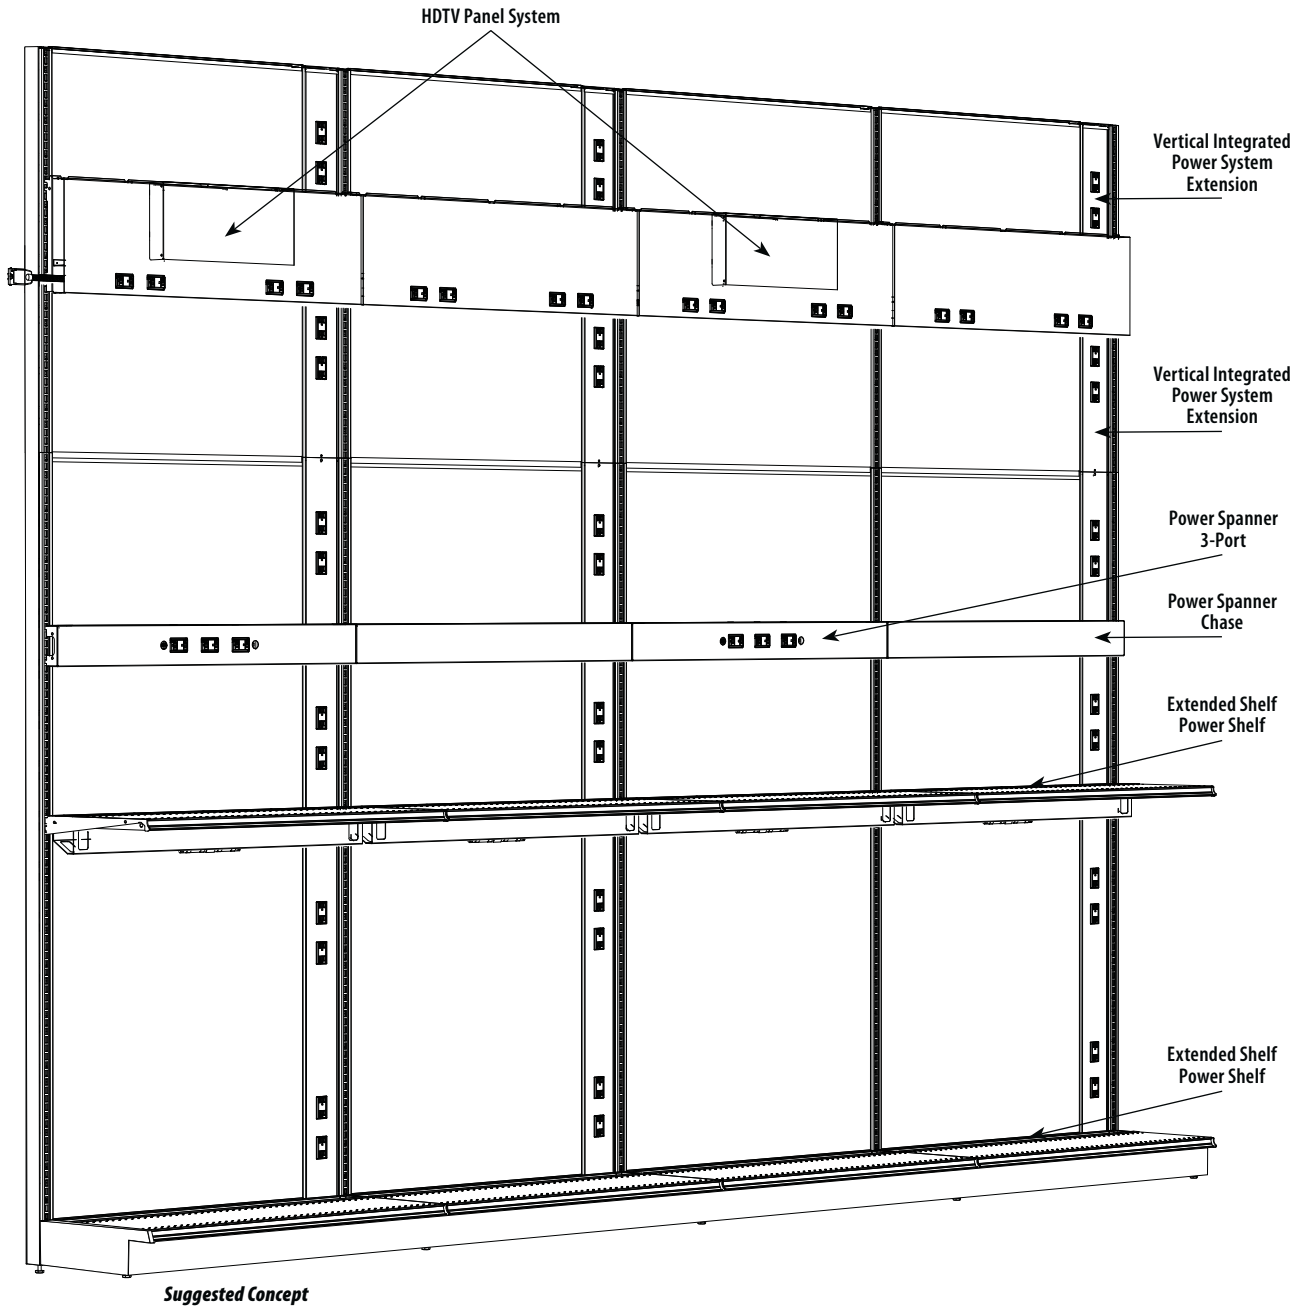 HDTV Panel System
Vertical Integrated
Power System
Extension
Vertical Integrated
Power System
Extension
Power Spanner
3-Port
Power Spanner
Chase
Extended Shelf
Power Shelf
Extended Shelf
Power Shelf
Suggested Concept